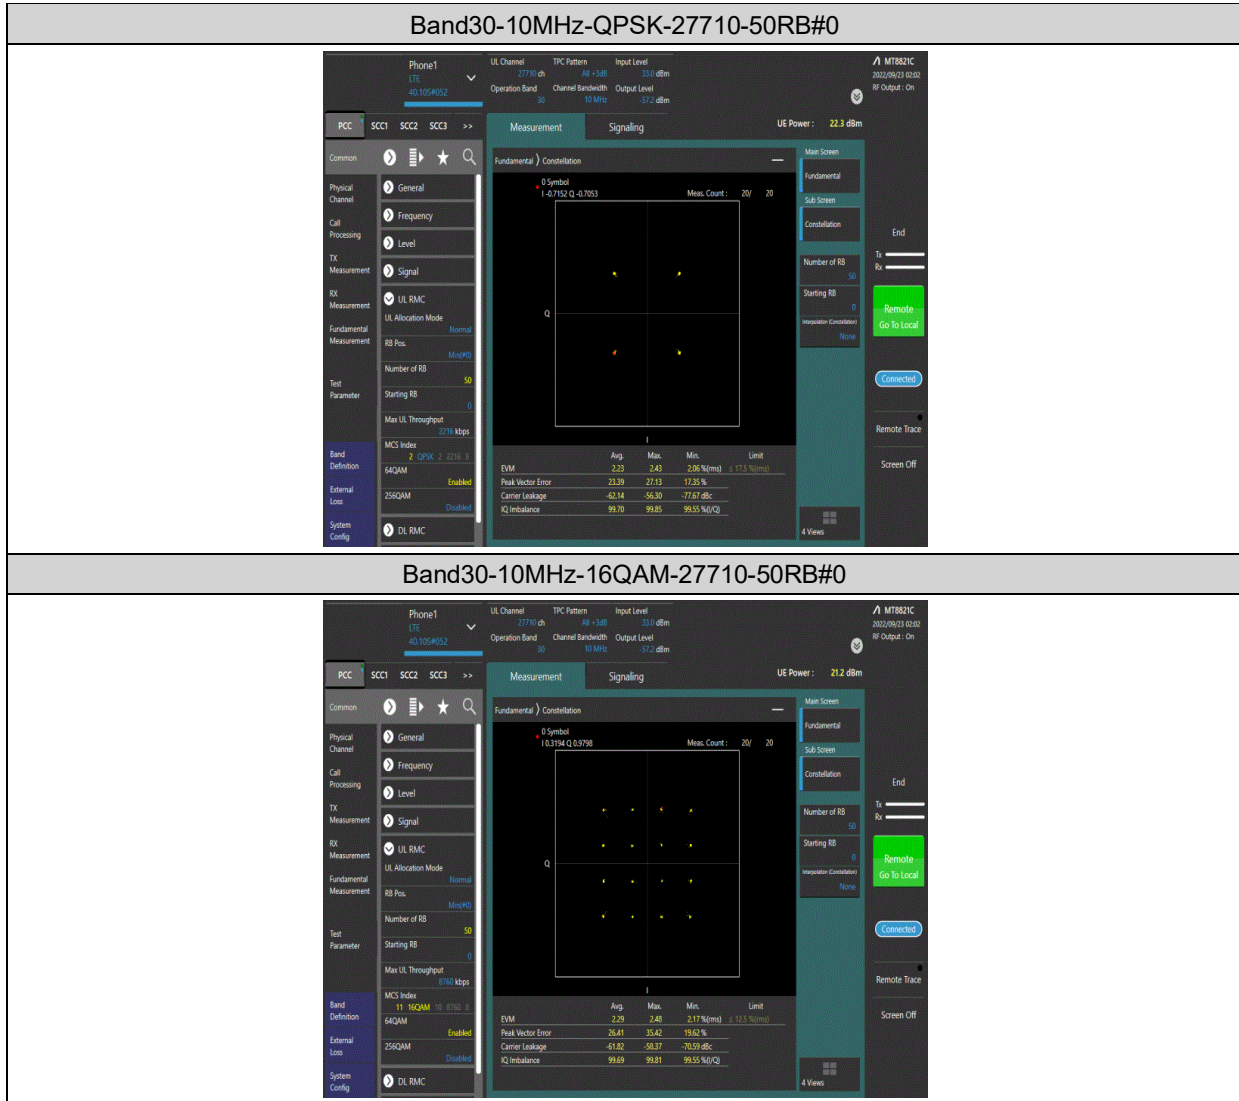 Band30-10MHz-QPSK-27710-50RB#0
Phone1
LTE
40.10S#052
UL Channel TPC Pattern Input Level
27710 ch All +3dB 33.0 dBm
Operation Band Channel Bandwidth Output Level
30 10 MHz -57.2 dBm
MT8821C
2022/09/23 02:02
RF Output : On
PCC SCC1 SCC2 SCC3 >>
Measurement Signaling
UE Power : 22.3 dBm
Common
Physical Channel
Call Processing
TX Measurement
RX Measurement
Fundamental Measurement
Test Parameter
Band Definition
External Loss
System Config
General
Frequency
Level
Signal
UL RMC
UL Allocation Mode
Normal
RB Pos.
Min(#0)
Number of RB
50
Starting RB
0
Max UL Throughput
2216 kbps
MCS Index
2 QPSK 2 2216 8
64QAM
Enabled
256QAM
Disabled
DL RMC
Fundamental Constellation
0 Symbol
I -0.7152 Q -0.7053 Meas. Count : 20/ 20
Q
I
Avg. Max. Min. Limit
EVM 2.23 2.43 2.06 %(rms) ≤ 17.5 %(rms)
Peak Vector Error 23.39 27.13 17.35 %
Carrier Leakage -62.14 -56.30 -77.67 dBc
IQ Imbalance 99.70 99.85 99.55 %(I/Q)
Main Screen
Fundamental
Sub Screen
Constellation
Number of RB
50
Starting RB
0
Interpolation (Constellation)
None
4 Views
End
Tx
Rx
Remote
Go To Local
Connected
Remote Trace
Screen Off
Band30-10MHz-16QAM-27710-50RB#0
Phone1
LTE
40.10S#052
UL Channel TPC Pattern Input Level
27710 ch All +3dB 33.0 dBm
Operation Band Channel Bandwidth Output Level
30 10 MHz -57.2 dBm
MT8821C
2022/09/23 02:02
RF Output : On
PCC SCC1 SCC2 SCC3 >>
Measurement Signaling
UE Power : 21.2 dBm
Common
Physical Channel
Call Processing
TX Measurement
RX Measurement
Fundamental Measurement
Test Parameter
Band Definition
External Loss
System Config
General
Frequency
Level
Signal
UL RMC
UL Allocation Mode
Normal
RB Pos.
Min(#0)
Number of RB
50
Starting RB
0
Max UL Throughput
8760 kbps
MCS Index
11 16QAM 10 8760 8
64QAM
Enabled
256QAM
Disabled
DL RMC
Fundamental Constellation
0 Symbol
I 0.3194 Q 0.9798 Meas. Count : 20/ 20
Q
I
Avg. Max. Min. Limit
EVM 2.29 2.48 2.17 %(rms) ≤ 12.5 %(rms)
Peak Vector Error 26.41 35.42 19.62 %
Carrier Leakage -61.82 -58.37 -70.59 dBc
IQ Imbalance 99.69 99.81 99.55 %(I/Q)
Main Screen
Fundamental
Sub Screen
Constellation
Number of RB
50
Starting RB
0
Interpolation (Constellation)
None
4 Views
End
Tx
Rx
Remote
Go To Local
Connected
Remote Trace
Screen Off